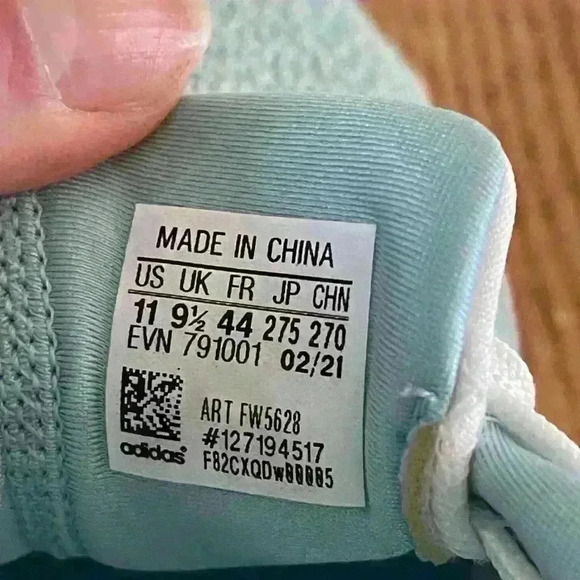 MADE IN CHINA
US UK FR JP CHN
11 9½ 44 275 270
EVN 791001 02/21
ART FW5628
#127194517
adidas F82CXQDw00005